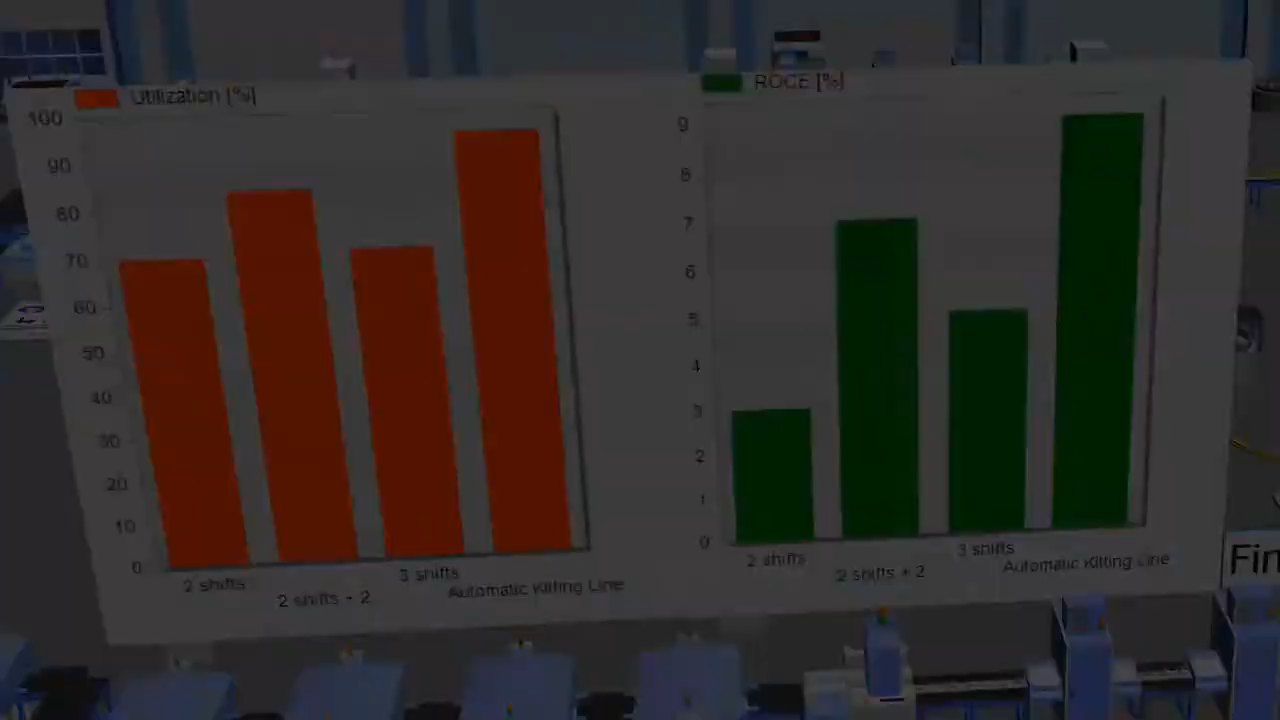 Utilization [%]
100
90
80
70
60
50
40
30
20
10
0
2 shifts
2 shifts + 2
3 shifts
Automatic Kitting Line
ROCE [%]
9
8
7
6
5
4
3
2
1
0
2 shifts
2 shifts + 2
3 shifts
Automatic Kitting Line
Fin